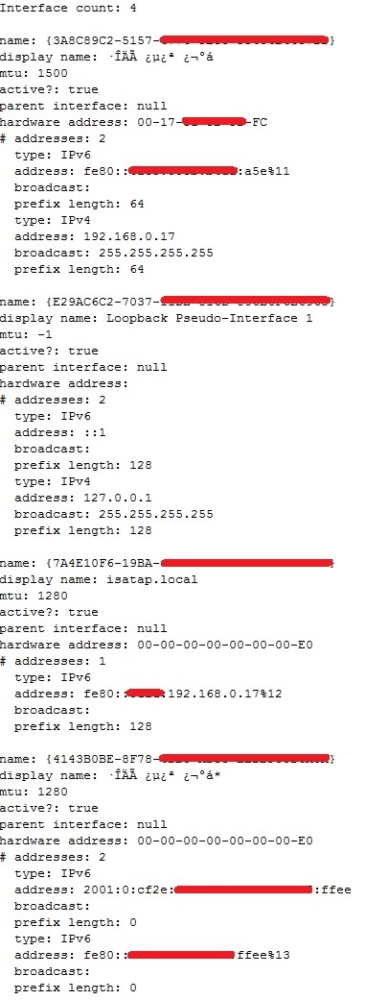 Interface count: 4
name: {3A8C89C2-5157-
display name: ·ÎÄÃ ¿µ¿ª ¿¬°á
mtu: 1500
active?: true
parent interface: null
hardware address: 00-17- -FC
# addresses: 2
type: IPv6
address: fe80:: :a5e%11
broadcast:
prefix length: 64
type: IPv4
address: 192.168.0.17
broadcast: 255.255.255.255
prefix length: 64
name: {E29AC6C2-7037- }
display name: Loopback Pseudo-Interface 1
mtu: -1
active?: true
parent interface: null
hardware address:
# addresses: 2
type: IPv6
address: ::1
broadcast:
prefix length: 128
type: IPv4
address: 127.0.0.1
broadcast: 255.255.255.255
prefix length: 128
name: {7A4E10F6-19BA- }
display name: isatap.local
mtu: 1280
active?: true
parent interface: null
hardware address: 00-00-00-00-00-00-00-E0
# addresses: 1
type: IPv6
address: fe80:: :192.168.0.17%12
broadcast:
prefix length: 128
name: {4143B0BE-8F78- }
display name: ·ÎÄÃ ¿µ¿ª ¿¬°á*
mtu: 1280
active?: true
parent interface: null
hardware address: 00-00-00-00-00-00-00-E0
# addresses: 2
type: IPv6
address: 2001:0:cf2e: :ffee
broadcast:
prefix length: 0
type: IPv6
address: fe80:: ffee%13
broadcast:
prefix length: 0